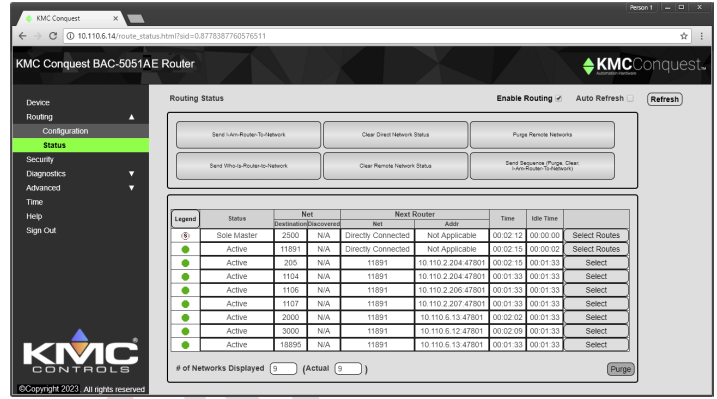 Person 1
KMC Conquest
10.110.6.14/route_status.html?sid=0.8778387760576511
KMC Conquest BAC-5051AE Router
KMC Conquest™
Automation Hardware
Device
Routing
Configuration
Status
Security
Diagnostics
Advanced
Time
Help
Sign Out
KMC
CONTROLS
©Copyright 2023 All rights reserved
Routing Status
Enable Routing
Auto Refresh
Refresh
Send I-Am-Router-To-Network
Clear Direct Network Status
Purge Remote Networks
Send Who-Is-Router-to-Network
Clear Remote Network Status
Send Sequence (Purge, Clear,
I-Am-Router-To-Network)
Legend Status Net Next Router Time Idle Time
Destination Discovered Net Addr
S Sole Master 2500 N/A Directly Connected Not Applicable 00:02:12 00:00:00 Select Routes
Active 11891 N/A Directly Connected Not Applicable 00:02:15 00:00:02 Select Routes
Active 205 N/A 11891 10.110.2.204:47801 00:02:15 00:01:33 Select
Active 1104 N/A 11891 10.110.2.204:47801 00:01:33 00:01:33 Select
Active 1106 N/A 11891 10.110.2.206:47801 00:01:33 00:01:33 Select
Active 1107 N/A 11891 10.110.2.207:47801 00:01:33 00:01:33 Select
Active 2000 N/A 11891 10.110.6.13:47801 00:02:02 00:01:33 Select
Active 3000 N/A 11891 10.110.6.12:47801 00:02:09 00:01:33 Select
Active 18895 N/A 11891 10.110.6.13:47801 00:01:33 00:01:33 Select
# of Networks Displayed 9 (Actual 9 )
Purge